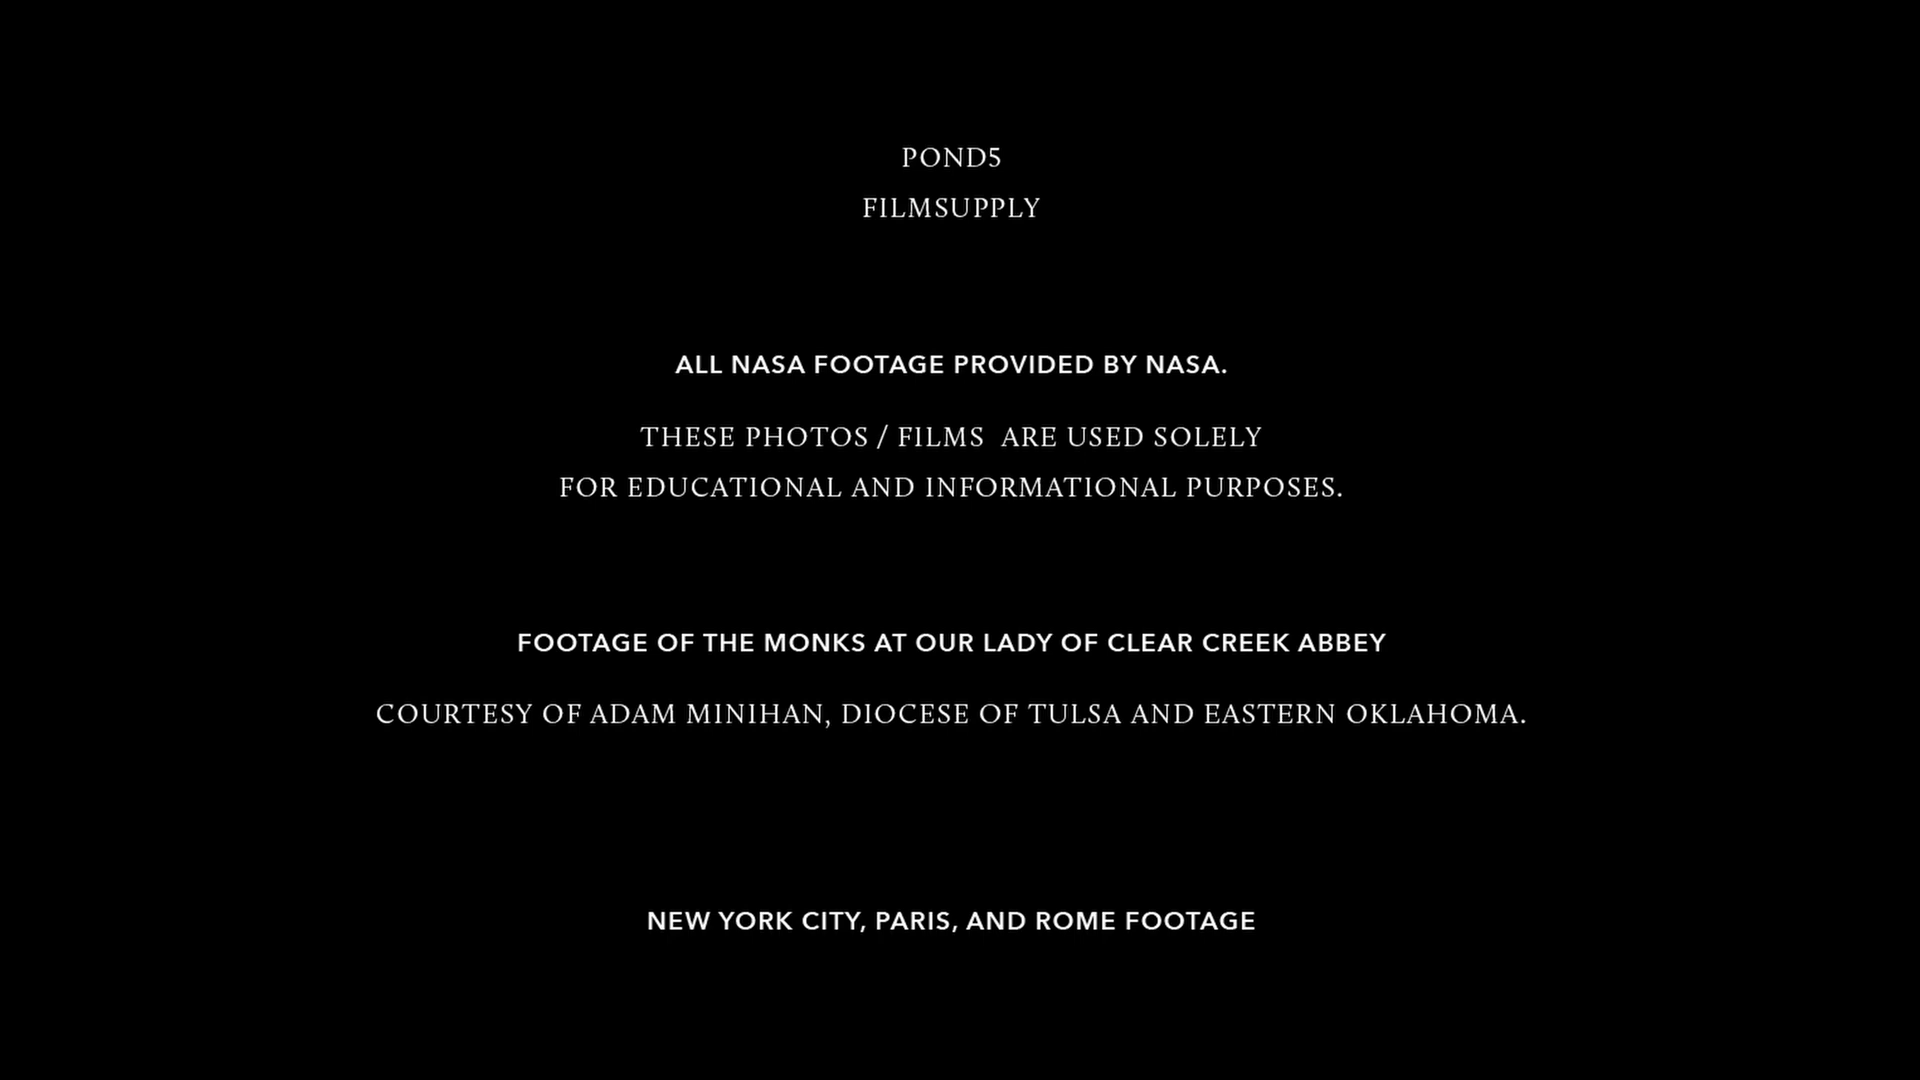 POND5
FILMSUPPLY
ALL NASA FOOTAGE PROVIDED BY NASA.
THESE PHOTOS / FILMS  ARE USED SOLELY
FOR EDUCATIONAL AND INFORMATIONAL PURPOSES.
FOOTAGE OF THE MONKS AT OUR LADY OF CLEAR CREEK ABBEY
COURTESY OF ADAM MINIHAN, DIOCESE OF TULSA AND EASTERN OKLAHOMA.
NEW YORK CITY, PARIS, AND ROME FOOTAGE